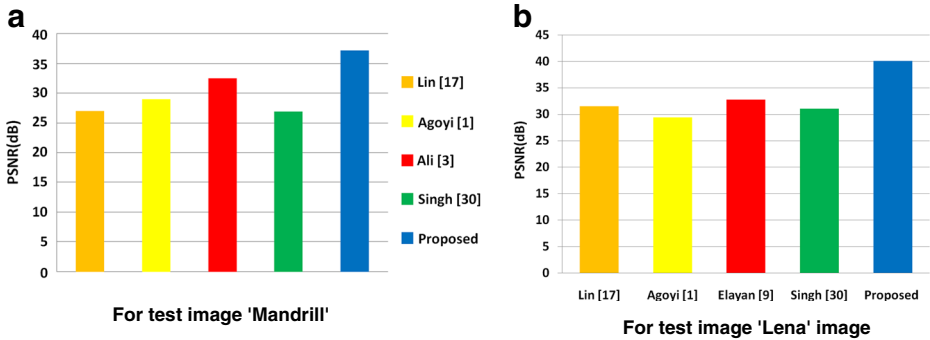 a
PSNR(dB)
40
35
30
25
20
15
10
5
0
Lin [17]
Agoyi [1]
Ali [3]
Singh [30]
Proposed
For test image 'Mandrill'
b
PSNR(dB)
45
40
35
30
25
20
15
10
5
0
Lin [17] Agoyi [1] Elayan [9] Singh [30] Proposed
For test image 'Lena' image